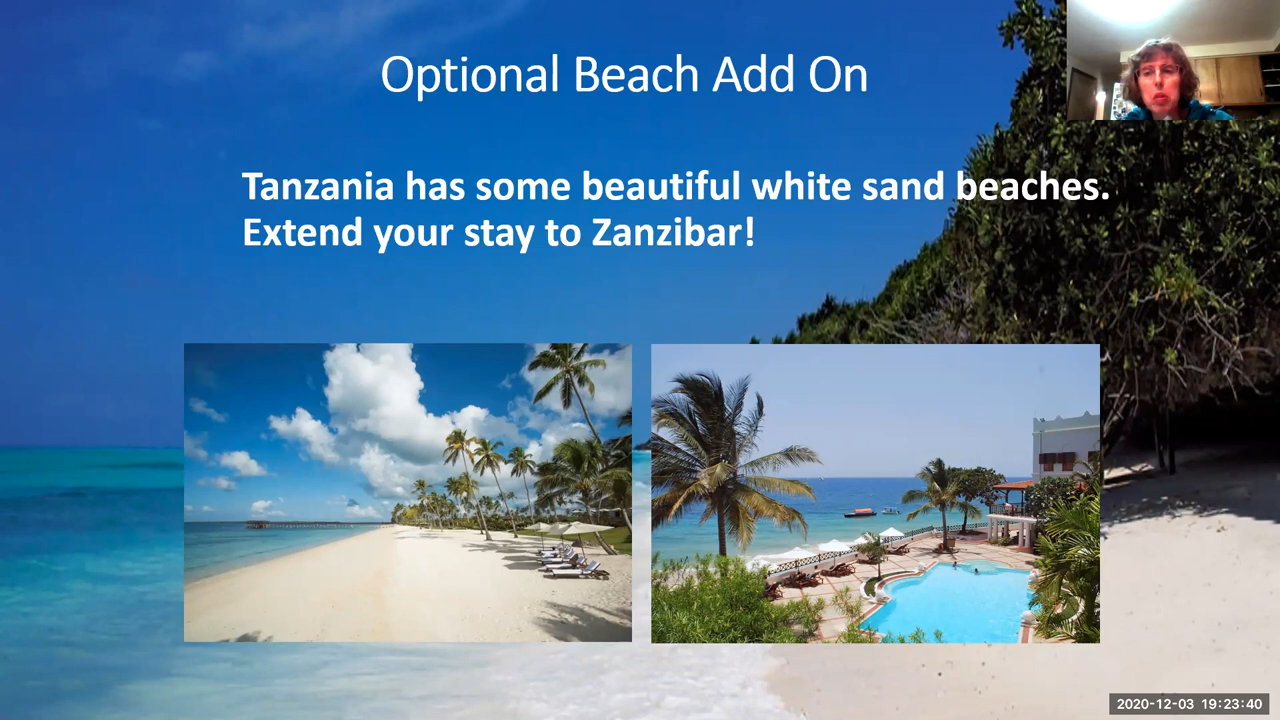 Optional Beach Add On
Tanzania has some beautiful white sand beaches.
Extend your stay to Zanzibar!
2020-12-03 19:23:40